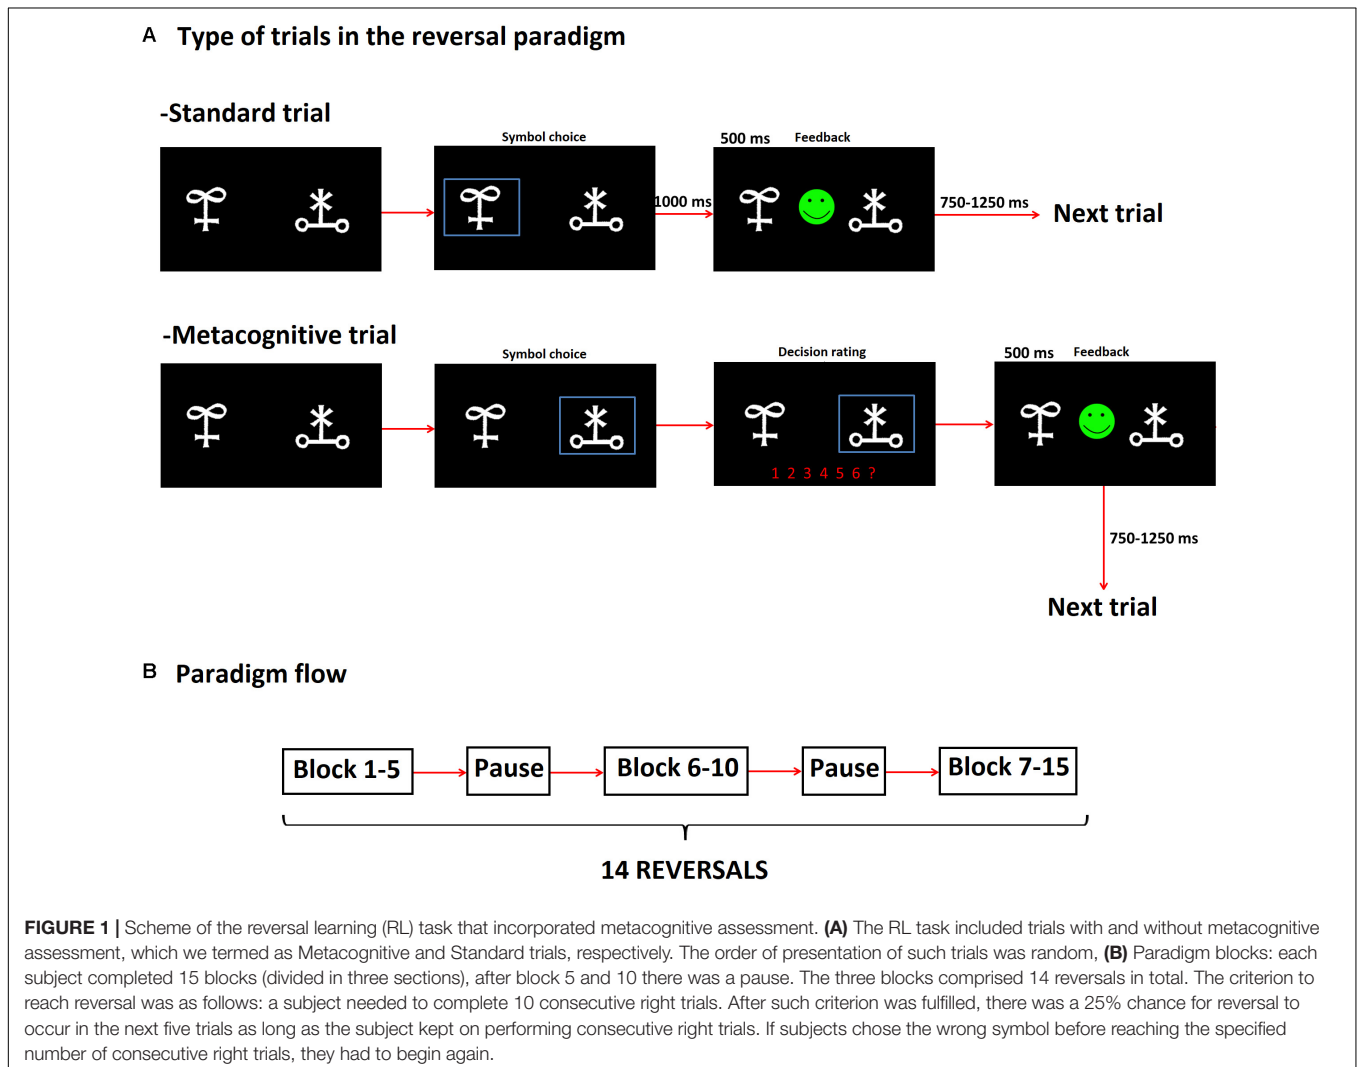 A Type of trials in the reversal paradigm
-Standard trial
Symbol choice
500 ms Feedback
1000 ms
750-1250 ms
Next trial
-Metacognitive trial
Symbol choice
Decision rating
500 ms Feedback
1 2 3 4 5 6 ?
750-1250 ms
Next trial
B Paradigm flow
Block 1-5
Pause
Block 6-10
Pause
Block 7-15
14 REVERSALS
FIGURE 1 | Scheme of the reversal learning (RL) task that incorporated metacognitive assessment. (A) The RL task included trials with and without metacognitive
assessment, which we termed as Metacognitive and Standard trials, respectively. The order of presentation of such trials was random, (B) Paradigm blocks: each
subject completed 15 blocks (divided in three sections), after block 5 and 10 there was a pause. The three blocks comprised 14 reversals in total. The criterion to
reach reversal was as follows: a subject needed to complete 10 consecutive right trials. After such criterion was fulfilled, there was a 25% chance for reversal to
occur in the next five trials as long as the subject kept on performing consecutive right trials. If subjects chose the wrong symbol before reaching the specified
number of consecutive right trials, they had to begin again.